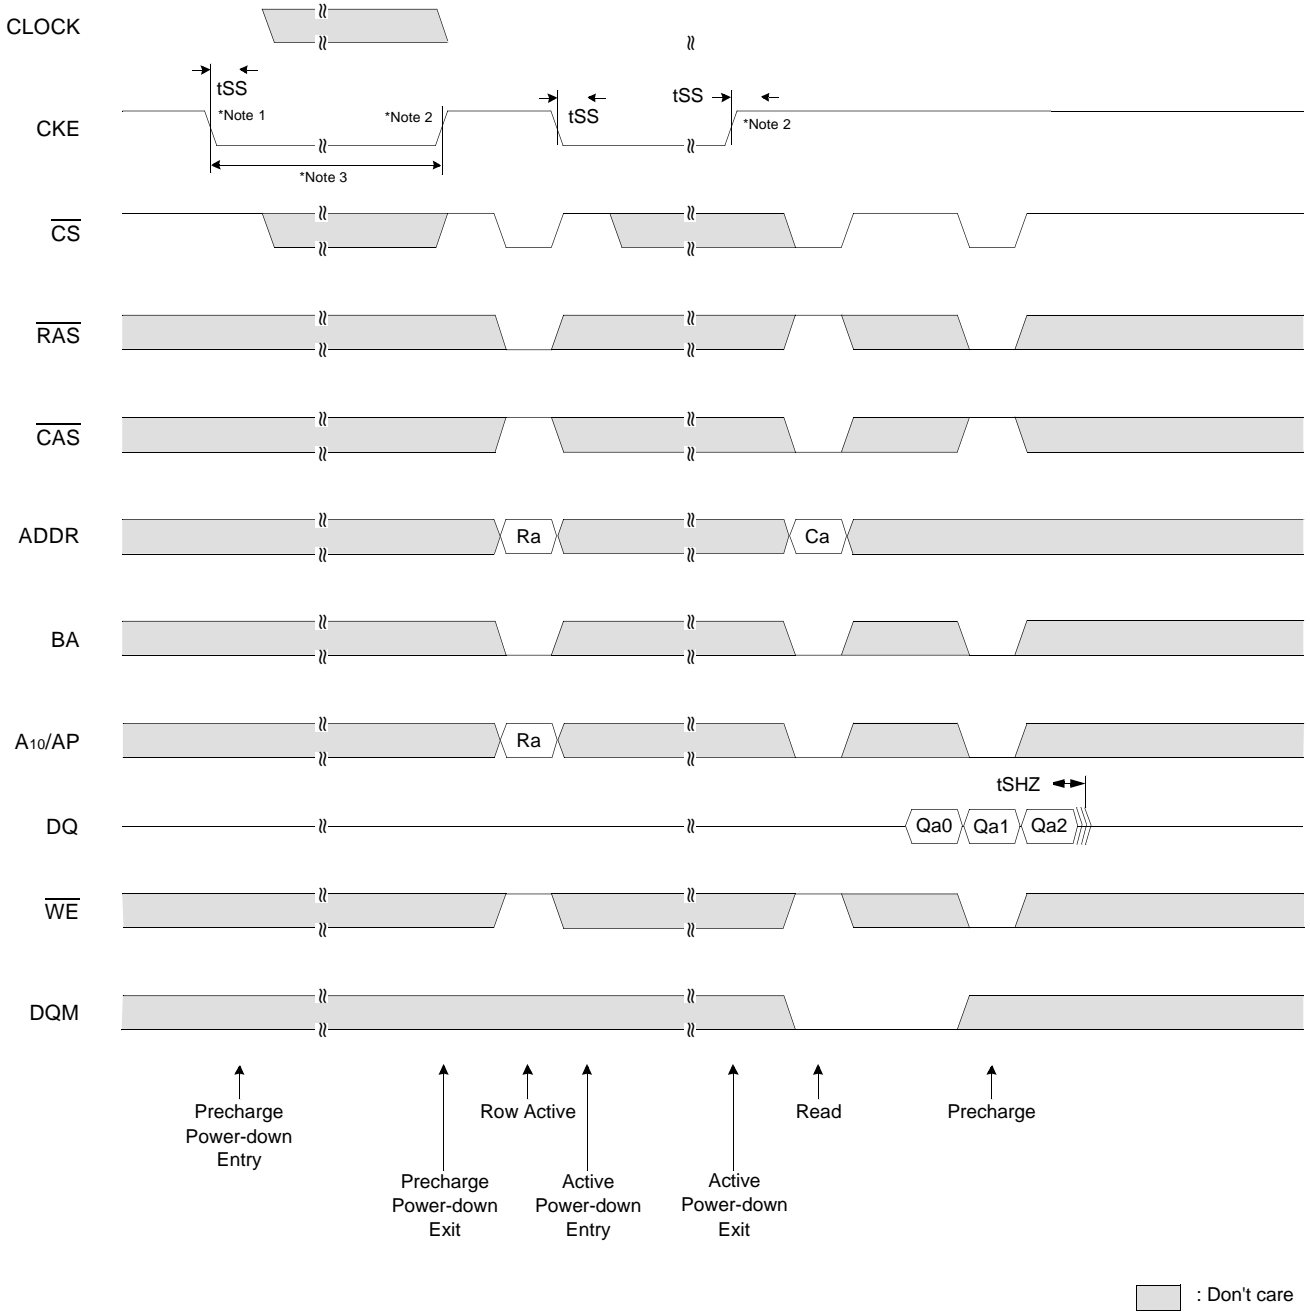 CLOCK
tSS
*Note 1
*Note 2
*Note 3
tSS
tSS
*Note 2
CKE
CS
RAS
CAS
ADDR
Ra
Ca
BA
A10/AP
Ra
tSHZ
DQ
Qa0
Qa1
Qa2
WE
DQM
Precharge
Power-down
Entry
Precharge
Power-down
Exit
Row Active
Active
Power-down
Entry
Active
Power-down
Exit
Read
Precharge
: Don't care